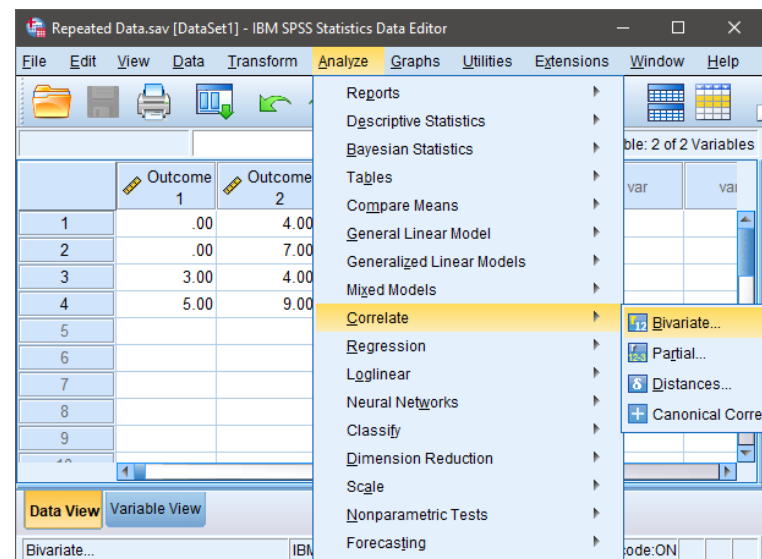 Repeated Data.sav [DataSet1] - IBM SPSS Statistics Data Editor
File Edit View Data Transform Analyze Graphs Utilities Extensions Window Help
ble: 2 of 2 Variables
Outcome 1
Outcome 2
var
var
1 .00 4.00
2 .00 7.00
3 3.00 4.00
4 5.00 9.00
5
6
7
8
9
Reports
Descriptive Statistics
Bayesian Statistics
Tables
Compare Means
General Linear Model
Generalized Linear Models
Mixed Models
Correlate
Regression
Loglinear
Neural Networks
Classify
Dimension Reduction
Scale
Nonparametric Tests
Forecasting
Bivariate...
Partial...
Distances...
Canonical Corre
Data View Variable View
Bivariate...
IBM
code:ON